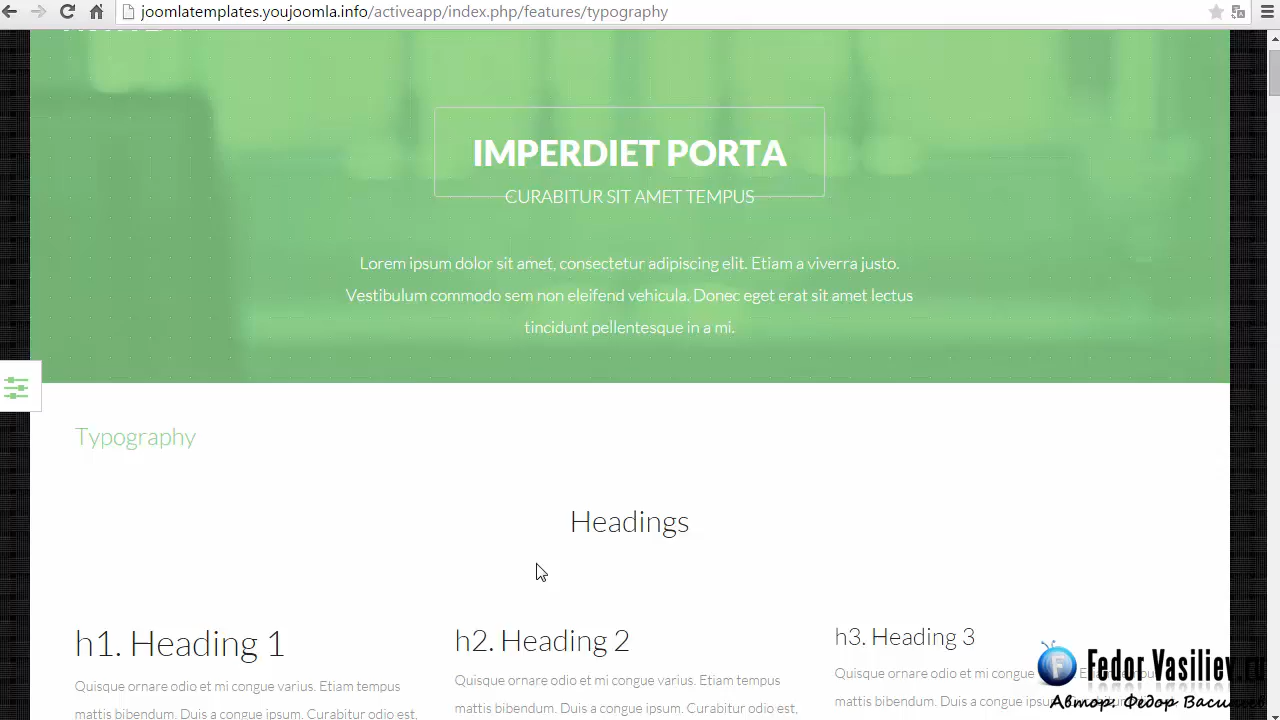 joomlatemplates.youjoomla.info/activeapp/index.php/features/typography
IMPERDIET PORTA
CURABITUR SIT AMET TEMPUS
Lorem ipsum dolor sit amet, consectetur adipiscing elit. Etiam a viverra justo.
Vestibulum commodo sem non eleifend vehicula. Donec eget erat sit amet lectus
tincidunt pellentesque in a mi.
Typography
Headings
h1. Heading 1
Quisque ornare odio et mi congue varius. Etiam tempus
mattis bibendum. Duis a congue ipsum. Curabitur odio est,
h2. Heading 2
Quisque ornare odio et mi congue varius. Etiam tempus
mattis bibendum. Duis a congue ipsum. Curabitur odio est,
h3. Heading 3
Quisque ornare odio et mi congue
mattis bibendum. Duis a congue
Fedor Vasiliev
Автор: Федор